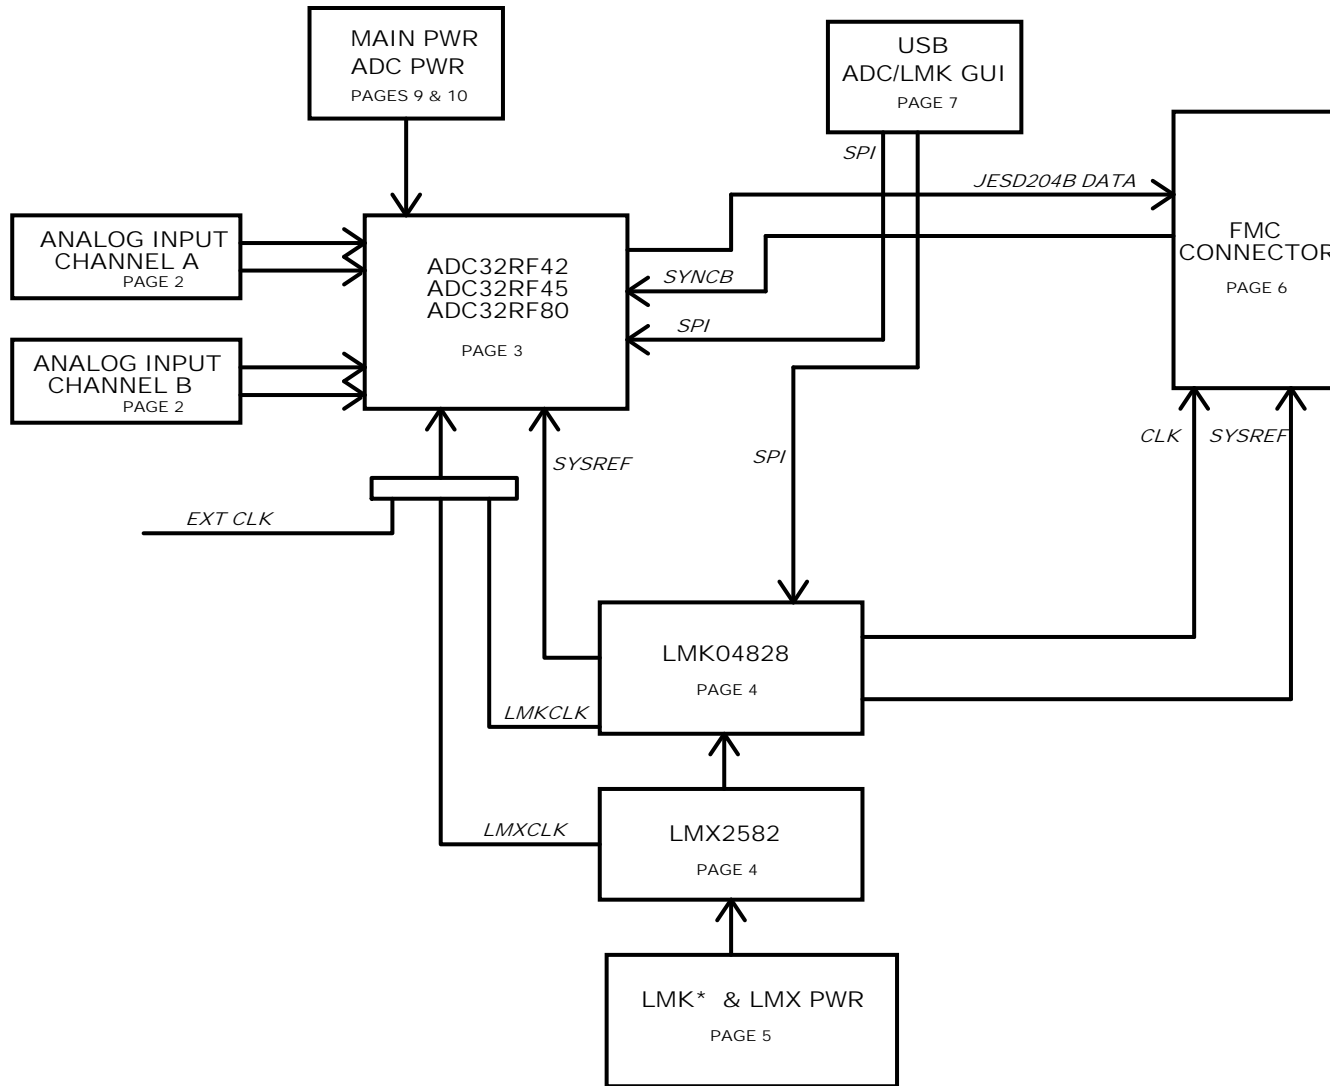 MAIN PWR
ADC PWR
PAGES 9 & 10
USB
ADC/LMK GUI
PAGE 7
SPI
JESD204B DATA
ANALOG INPUT
CHANNEL A
PAGE 2
ADC32RF42
ADC32RF45
ADC32RF80
PAGE 3
SYNCB
SPI
FMC
CONNECTOR
PAGE 6
ANALOG INPUT
CHANNEL B
PAGE 2
SYSREF
SPI
CLK
SYSREF
EXT CLK
LMK04828
PAGE 4
LMKCLK
LMXCLK
LMX2582
PAGE 4
LMK* & LMX PWR
PAGE 5